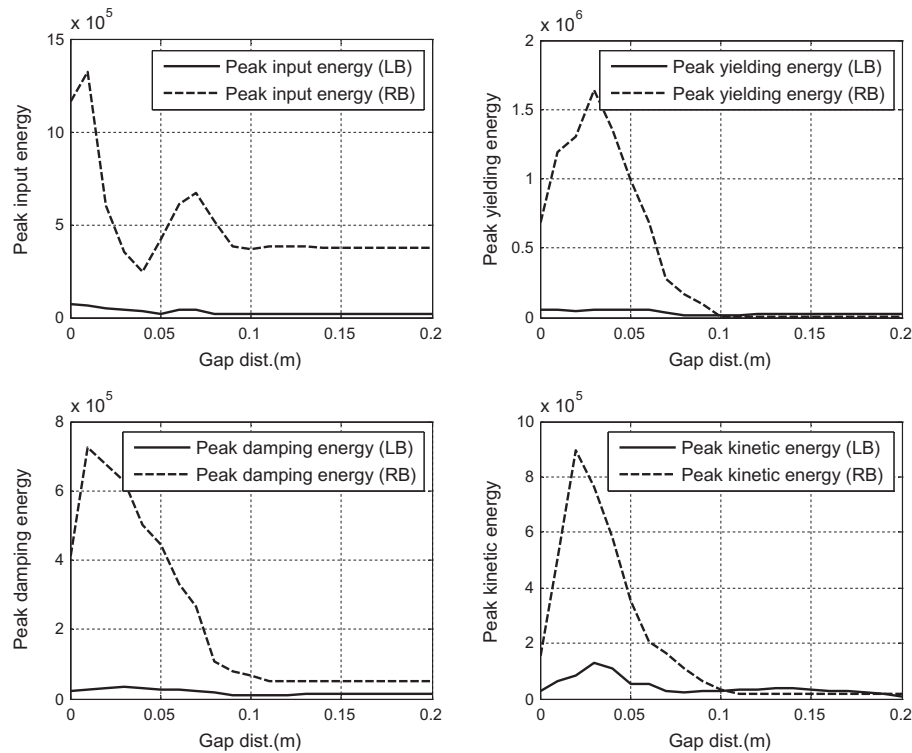 x 10^5
15
10
5
0
Peak input energy
Peak input energy (LB)
Peak input energy (RB)
0 0.05 0.1 0.15 0.2
Gap dist.(m)
x 10^6
2
1.5
1
0.5
0
Peak yielding energy
Peak yielding energy (LB)
Peak yielding energy (RB)
0 0.05 0.1 0.15 0.2
Gap dist.(m)
x 10^5
8
6
4
2
0
Peak damping energy
Peak damping energy (LB)
Peak damping energy (RB)
0 0.05 0.1 0.15 0.2
Gap dist.(m)
x 10^5
10
8
6
4
2
0
Peak kinetic energy
Peak kinetic energy (LB)
Peak kinetic energy (RB)
0 0.05 0.1 0.15 0.2
Gap dist.(m)